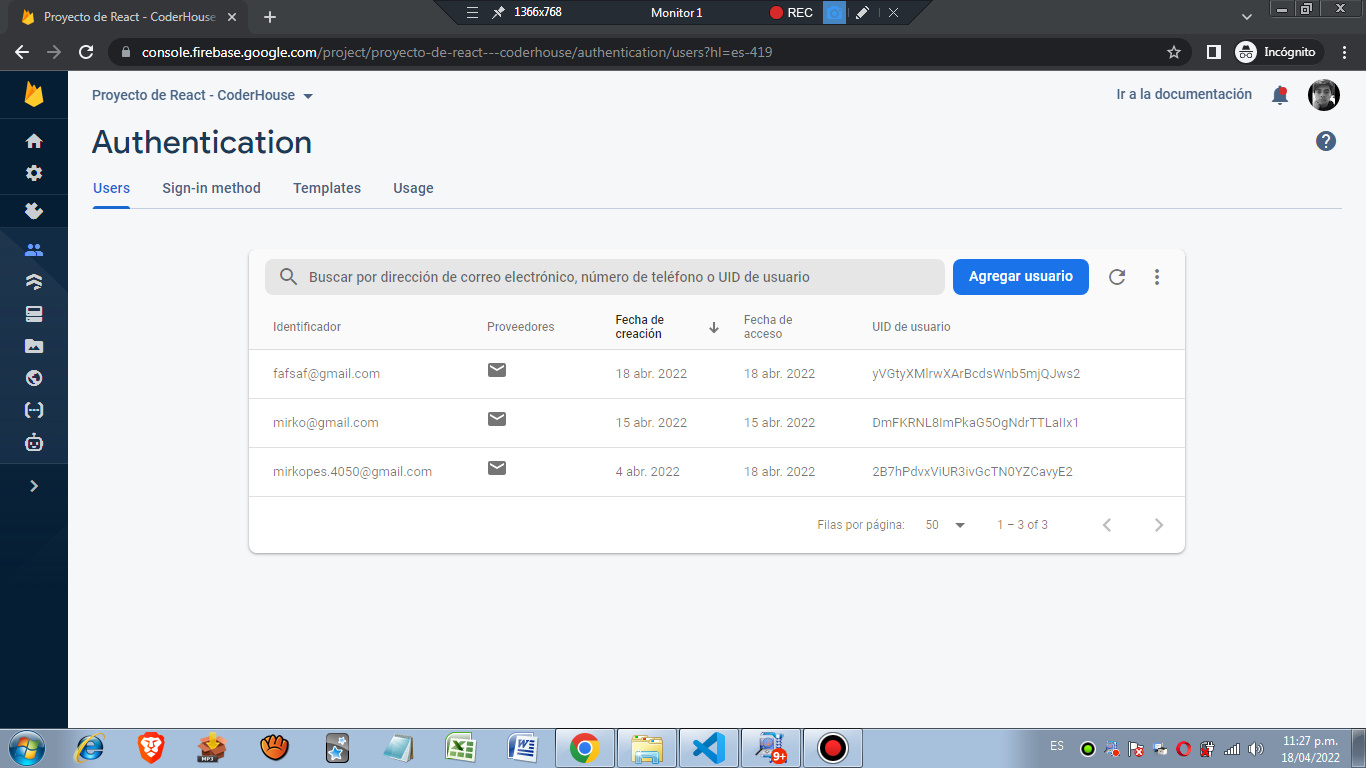 Proyecto de React - CoderHouse
1366x768
Monitor 1
REC
console.firebase.google.com/project/proyecto-de-react---coderhouse/authentication/users?hl=es-419
Incógnito
Proyecto de React - CoderHouse
Ir a la documentación
Authentication
Users Sign-in method Templates Usage
Buscar por dirección de correo electrónico, número de teléfono o UID de usuario
Agregar usuario
Identificador Proveedores Fecha de creación Fecha de acceso UID de usuario
fafsaf@gmail.com 18 abr. 2022 18 abr. 2022 yVGtyXMlrwXArBcdsWnb5mjQJws2
mirko@gmail.com 15 abr. 2022 15 abr. 2022 DmFKRNL8ImPkaG5OgNdrTTLaIIx1
mirkopes.4050@gmail.com 4 abr. 2022 18 abr. 2022 2B7hPdvxViUR3ivGcTN0YZCavyE2
Filas por página: 50 1 – 3 of 3
MP3
9+
ES
11:27 p.m.
18/04/2022